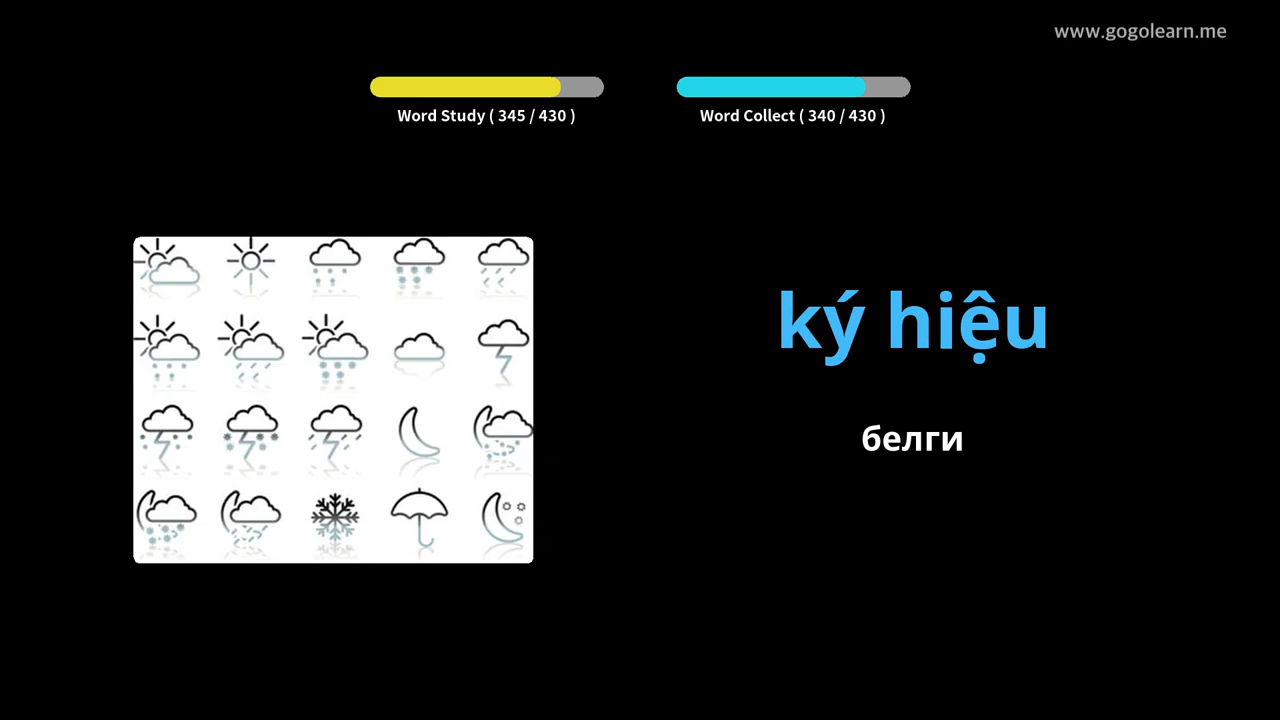 www.gogolearn.me
Word Study ( 345 / 430 )
Word Collect ( 340 / 430 )
ký hiệu
белги